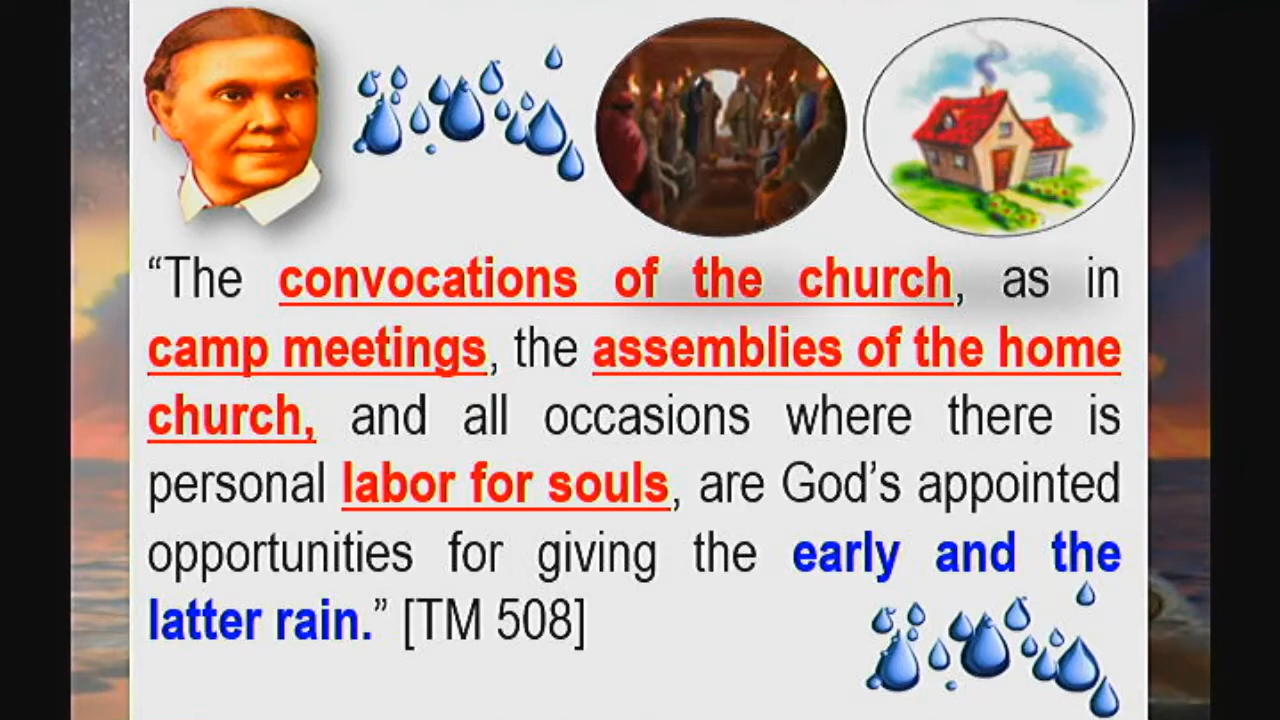 “The convocations of the church, as in
camp meetings, the assemblies of the home
church, and all occasions where there is
personal labor for souls, are God’s appointed
opportunities for giving the early and the
latter rain.” [TM 508]